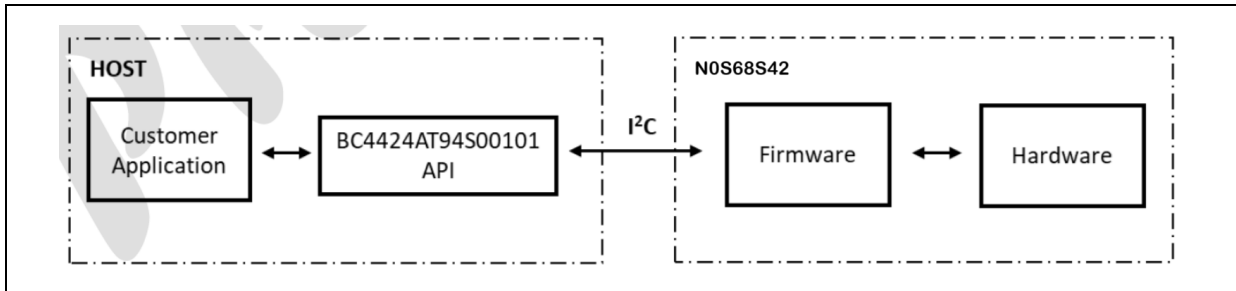 HOST
Customer
Application
BC4424AT94S00101
API
I²C
N0S68S42
Firmware
Hardware